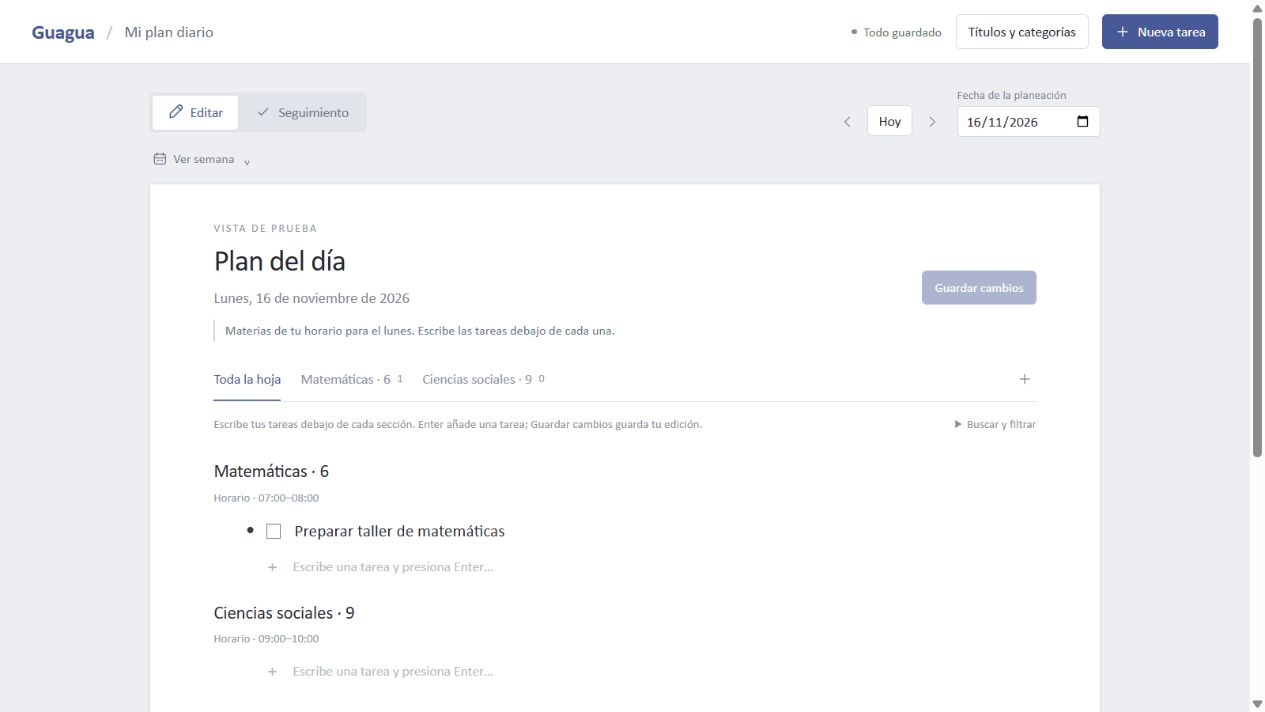 Guagua / Mi plan diario
Todo guardado
Títulos y categorías
+ Nueva tarea
Editar
Seguimiento
Fecha de la planeación
Hoy
16/11/2026
Ver semana
VISTA DE PRUEBA
Plan del día
Lunes, 16 de noviembre de 2026
Guardar cambios
Materias de tu horario para el lunes. Escribe las tareas debajo de cada una.
Toda la hoja
Matemáticas · 6 1
Ciencias sociales · 9 0
+
Escribe tus tareas debajo de cada sección. Enter añade una tarea; Guardar cambios guarda tu edición.
Buscar y filtrar
Matemáticas · 6
Horario · 07:00–08:00
Preparar taller de matemáticas
+ Escribe una tarea y presiona Enter...
Ciencias sociales · 9
Horario · 09:00–10:00
+ Escribe una tarea y presiona Enter...